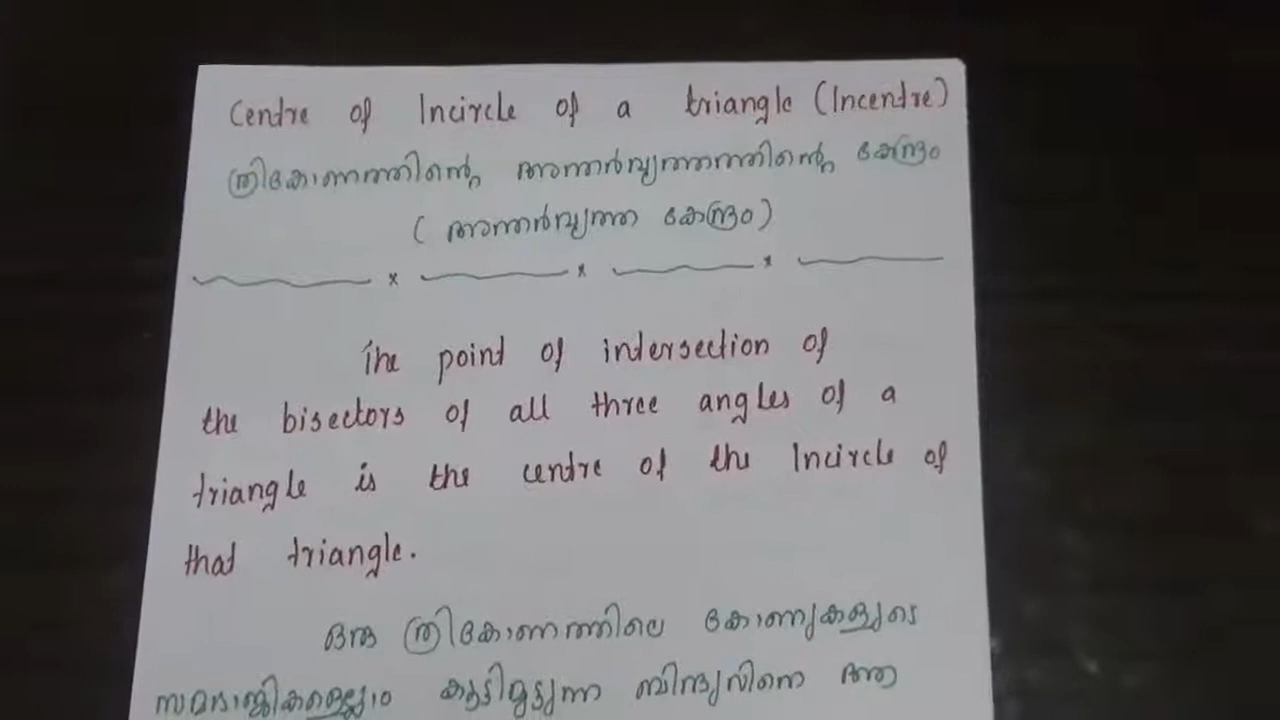 Centre of Incircle of a triangle (Incentre)
ത്രികോണത്തിന്റെ അന്തർവൃത്തത്തിന്റെ കേന്ദ്രം
( അന്തർവൃത്ത കേന്ദ്രം )
The point of intersection of
the bisectors of all three angles of a
triangle is the centre of the Incircle of
that triangle.
ഒരു ത്രികോണത്തിലെ കോണുകളുടെ
സമഭാജികളെല്ലാം കൂട്ടിമുട്ടുന്ന ബിന്ദുവിനെ ആ